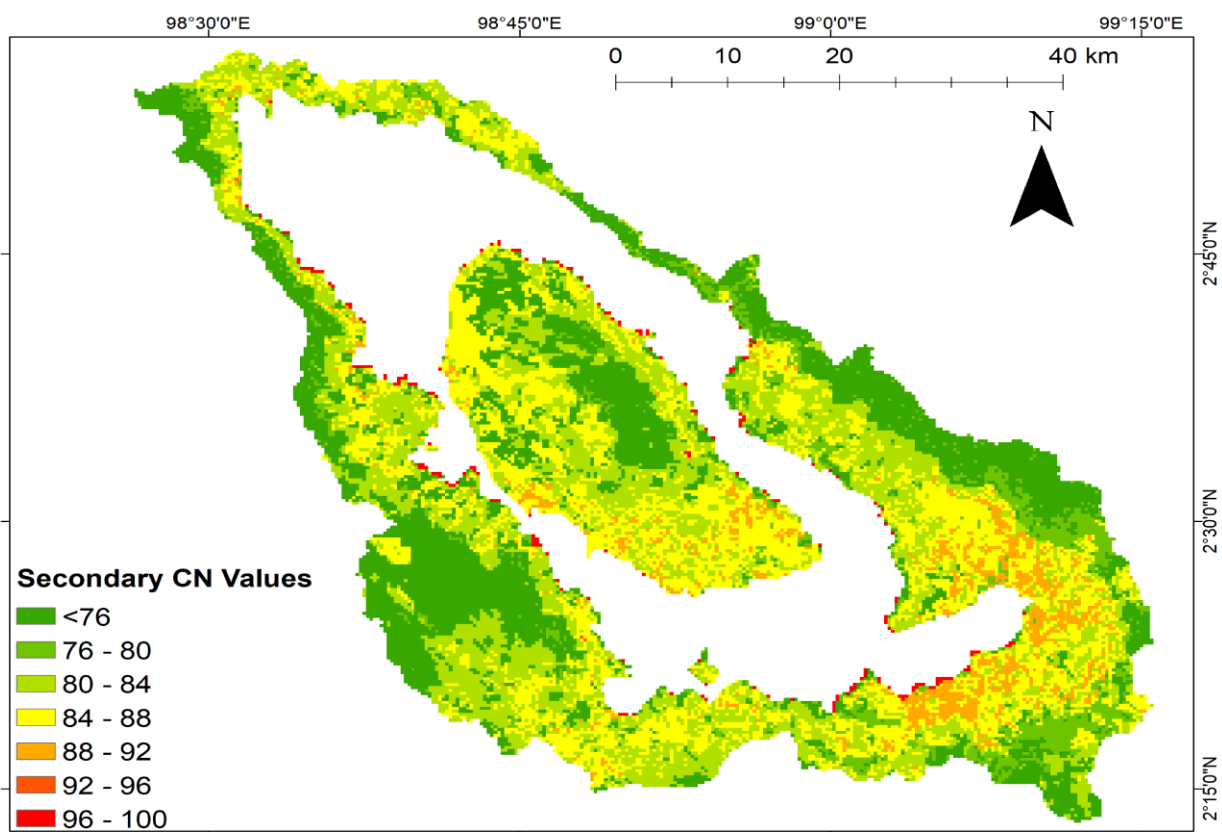 98°30'0"E 98°45'0"E 99°0'0"E 99°15'0"E
0 10 20 40 km
N
2°45'0"N
2°30'0"N
2°15'0"N
Secondary CN Values
<76
76 - 80
80 - 84
84 - 88
88 - 92
92 - 96
96 - 100